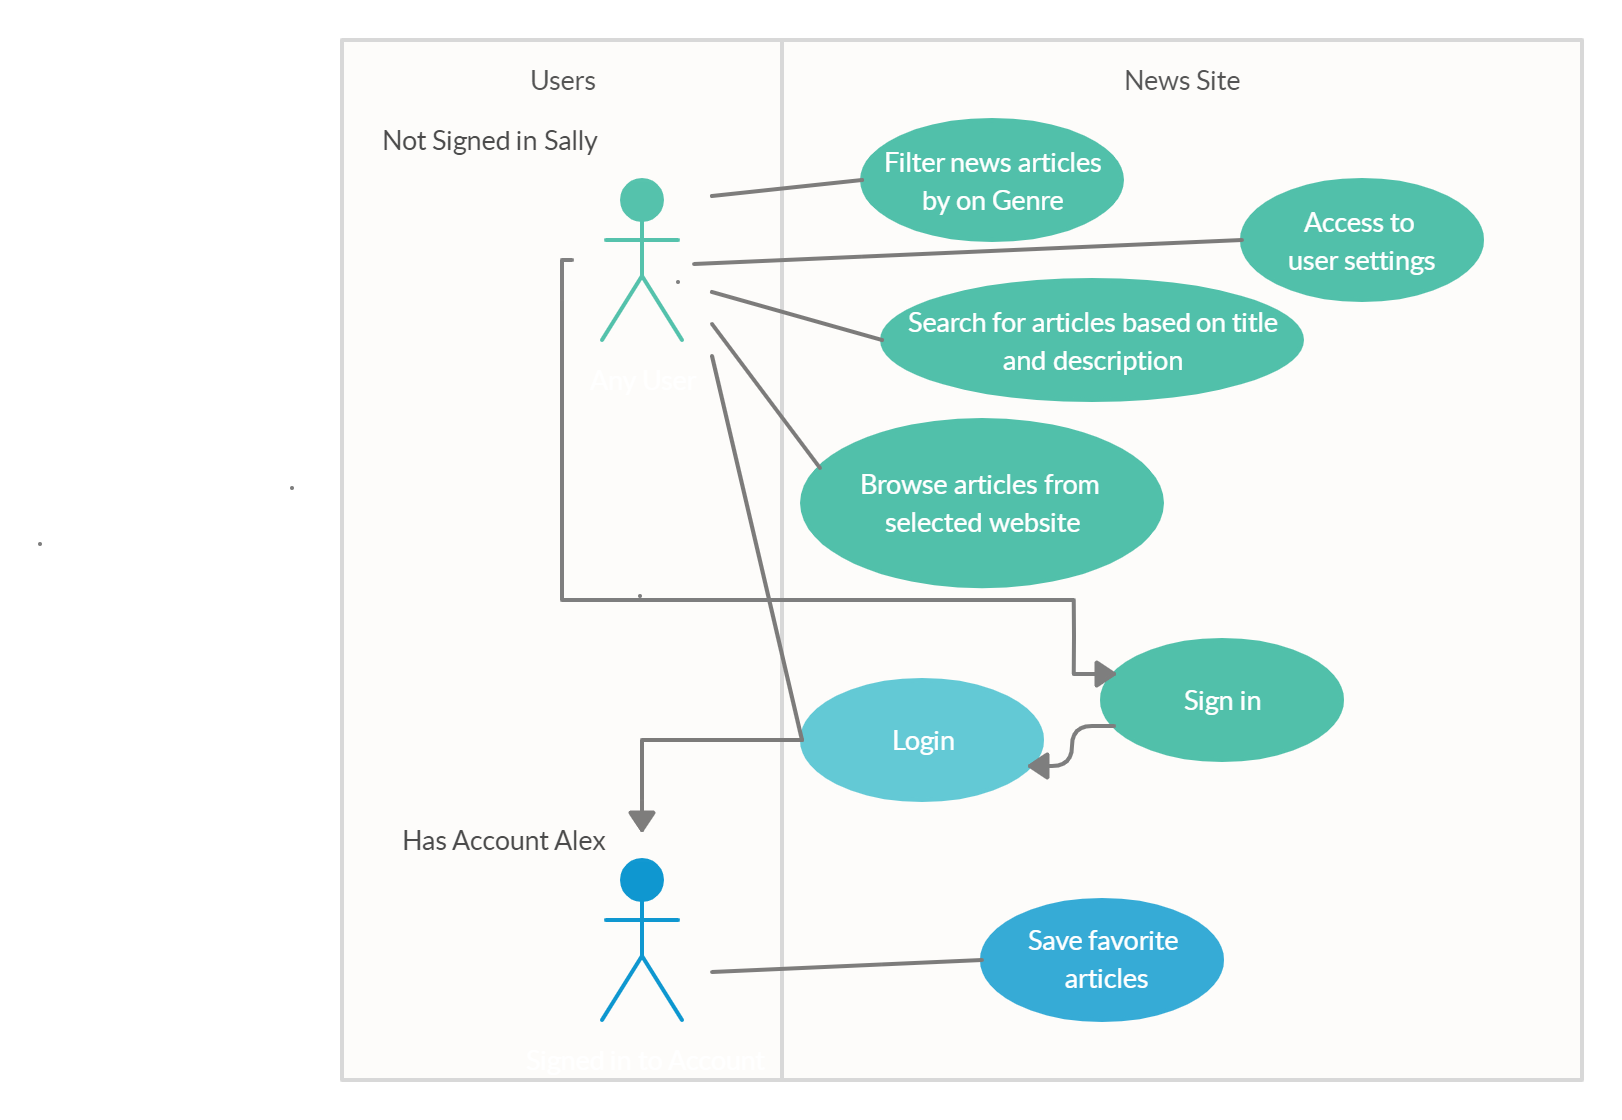 Users
News Site
Not Signed in Sally
Filter news articles
by on Genre
Access to
user settings
Search for articles based on title
and description
Any User
Browse articles from
selected website
Sign in
Login
Has Account Alex
Save favorite
articles
Signed in to Account